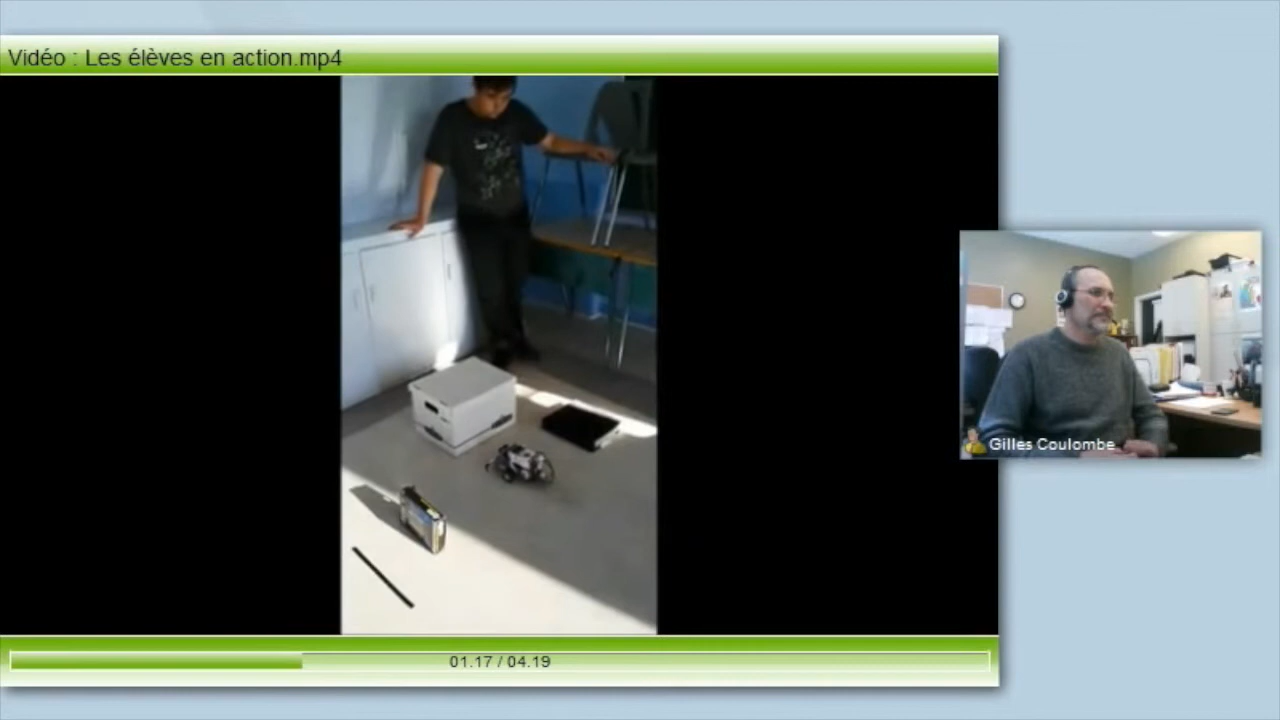 Vidéo : Les élèves en action.mp4
Gilles Coulombe
01.17 / 04.19